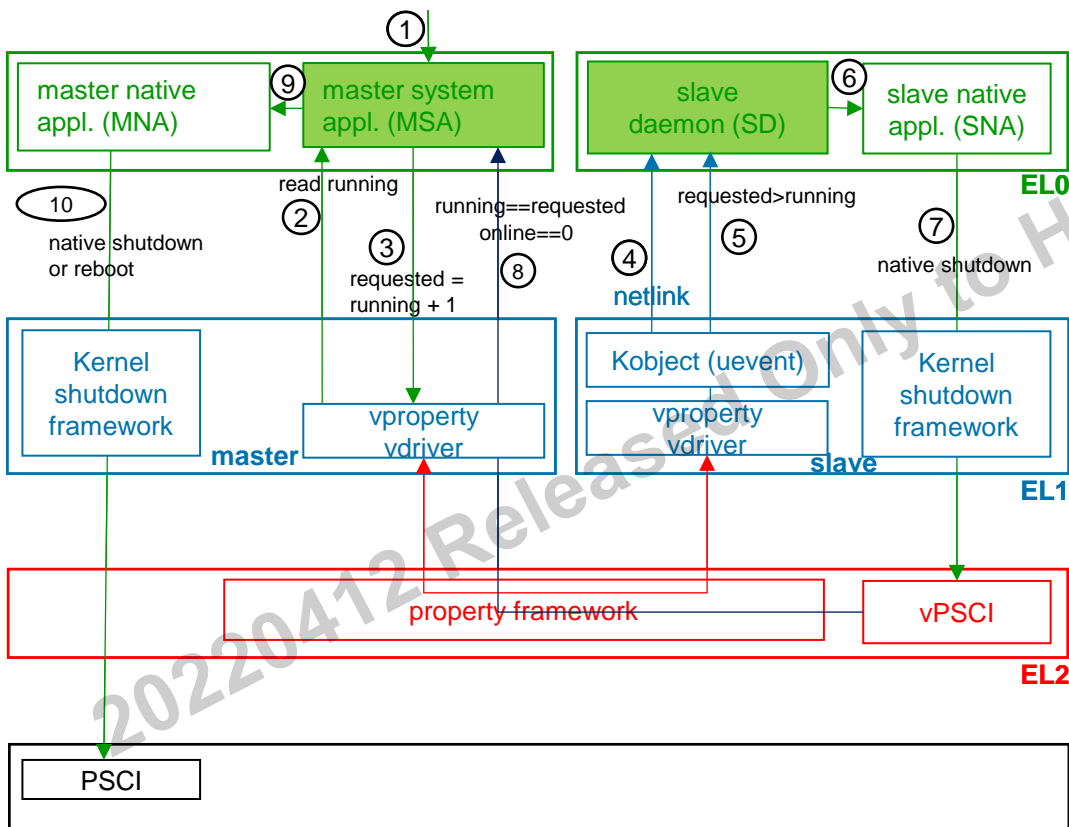 1
master native
appl. (MNA)
9
master system
appl. (MSA)
slave
daemon (SD)
6
slave native
appl. (SNA)
EL0
10
native shutdown
or reboot
read running
2
3
requested =
running + 1
running==requested
online==0
8
requested>running
4
5
netlink
7
native shutdown
Kernel
shutdown
framework
master
vproperty
vdriver
Kobject (uevent)
vproperty
vdriver
slave
Kernel
shutdown
framework
EL1
property framework
vPSCI
EL2
PSCI
20220412 Released Only to H